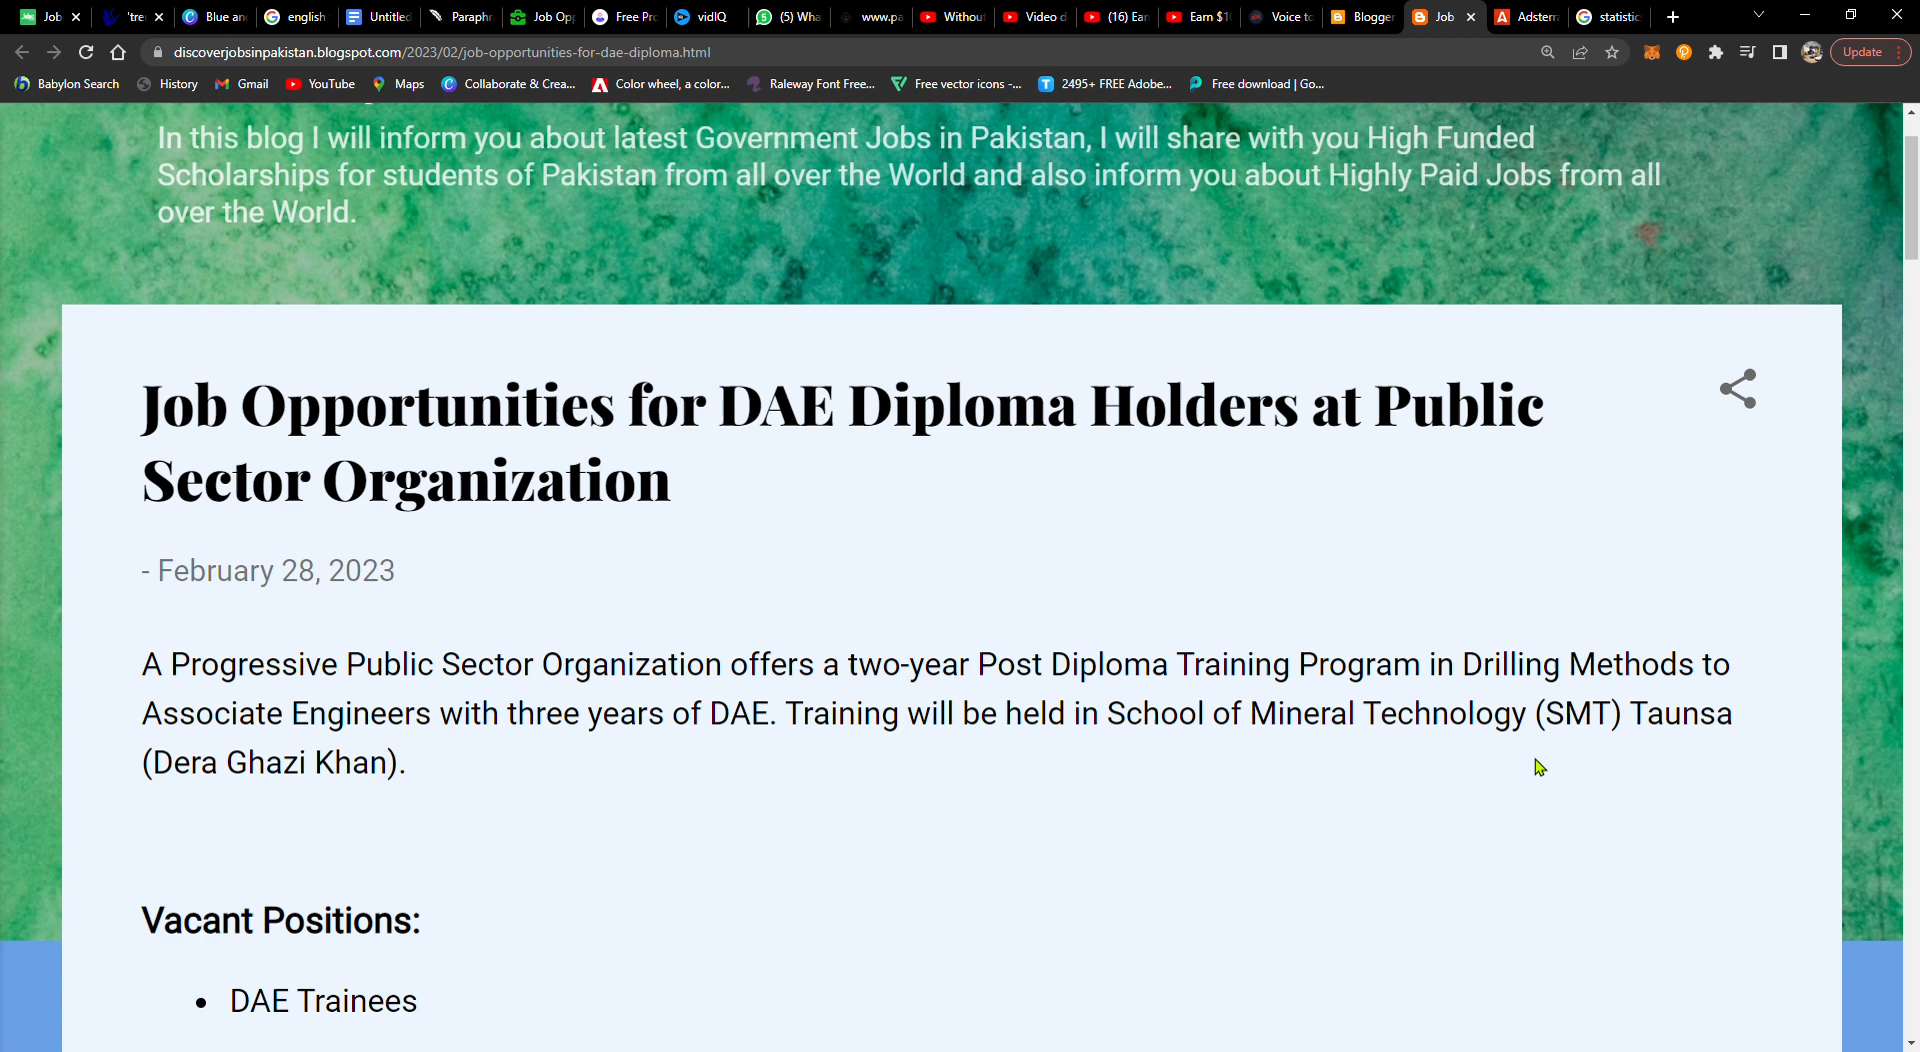 Job
'tre
Blue an
english
Untitled
Paraphr
Job Opp
Free Pr
vidIQ
(5) Wha
www.pa
Withou
Video d
(16) Ear
Earn $1
Voice to
Blogger
Job
Adsterra
statistic
discoverjobsinpakistan.blogspot.com/2023/02/job-opportunities-for-dae-diploma.html
Update
Babylon Search
History
Gmail
YouTube
Maps
Collaborate & Crea...
Color wheel, a color...
Raleway Font Free...
Free vector icons -...
2495+ FREE Adobe...
Free download | Go...
In this blog I will inform you about latest Government Jobs in Pakistan, I will share with you High Funded
Scholarships for students of Pakistan from all over the World and also inform you about Highly Paid Jobs from all
over the World.
Job Opportunities for DAE Diploma Holders at Public
Sector Organization
- February 28, 2023
A Progressive Public Sector Organization offers a two-year Post Diploma Training Program in Drilling Methods to
Associate Engineers with three years of DAE. Training will be held in School of Mineral Technology (SMT) Taunsa
(Dera Ghazi Khan).
Vacant Positions:
• DAE Trainees